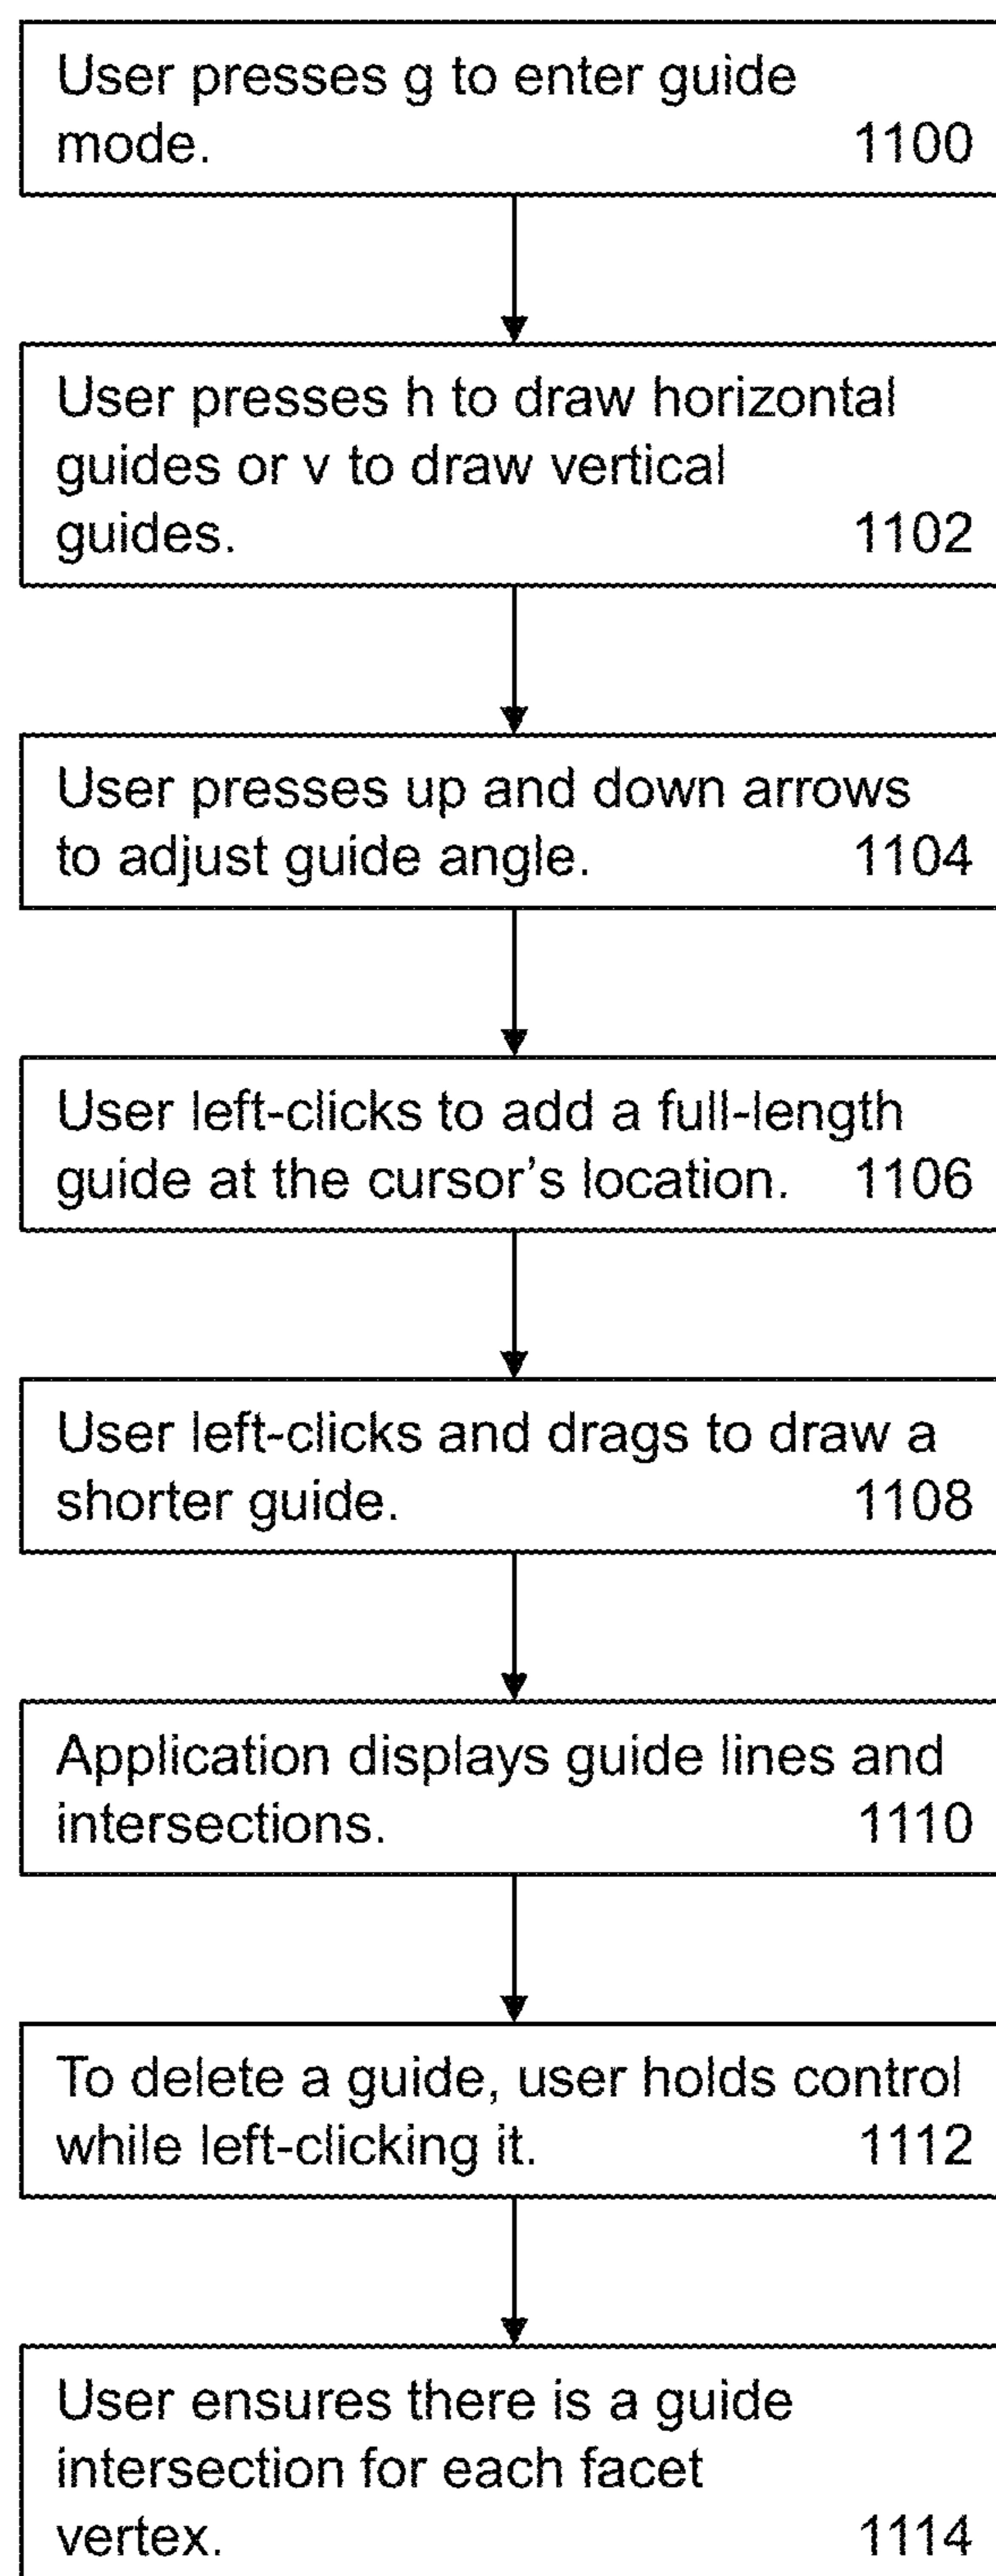 User presses g to enter guide
mode. 1100
User presses h to draw horizontal
guides or v to draw vertical
guides. 1102
User presses up and down arrows
to adjust guide angle. 1104
User left-clicks to add a full-length
guide at the cursor’s location. 1106
User left-clicks and drags to draw a
shorter guide. 1108
Application displays guide lines and
intersections. 1110
To delete a guide, user holds control
while left-clicking it. 1112
User ensures there is a guide
intersection for each facet
vertex. 1114